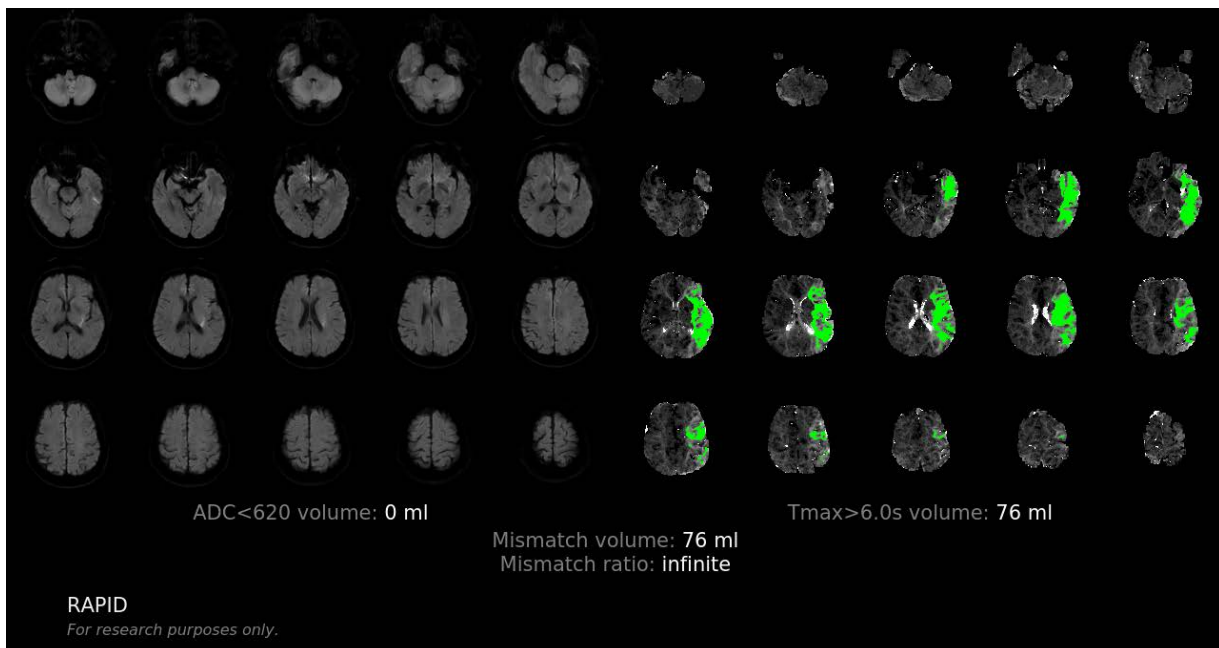 ADC<620 volume: 0 ml
Tmax>6.0s volume: 76 ml
Mismatch volume: 76 ml
Mismatch ratio: infinite
RAPID
For research purposes only.